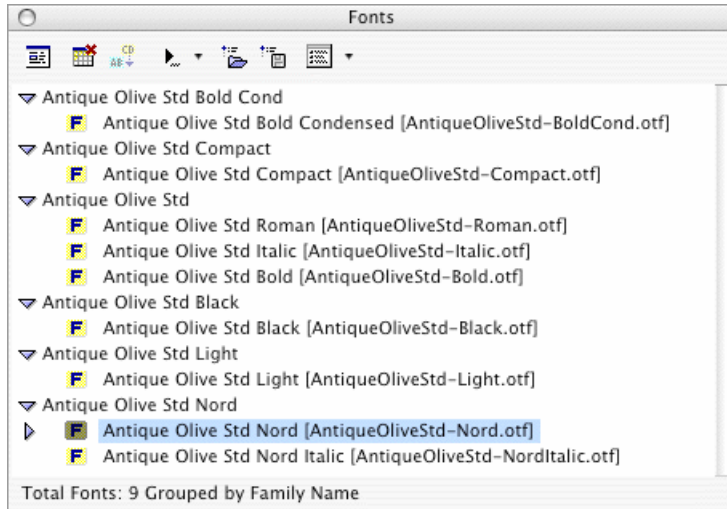 Fonts
CD
AB
Antique Olive Std Bold Cond
F Antique Olive Std Bold Condensed [AntiqueOliveStd-BoldCond.otf]
Antique Olive Std Compact
F Antique Olive Std Compact [AntiqueOliveStd-Compact.otf]
Antique Olive Std
F Antique Olive Std Roman [AntiqueOliveStd-Roman.otf]
F Antique Olive Std Italic [AntiqueOliveStd-Italic.otf]
F Antique Olive Std Bold [AntiqueOliveStd-Bold.otf]
Antique Olive Std Black
F Antique Olive Std Black [AntiqueOliveStd-Black.otf]
Antique Olive Std Light
F Antique Olive Std Light [AntiqueOliveStd-Light.otf]
Antique Olive Std Nord
F Antique Olive Std Nord [AntiqueOliveStd-Nord.otf]
F Antique Olive Std Nord Italic [AntiqueOliveStd-NordItalic.otf]
Total Fonts: 9 Grouped by Family Name